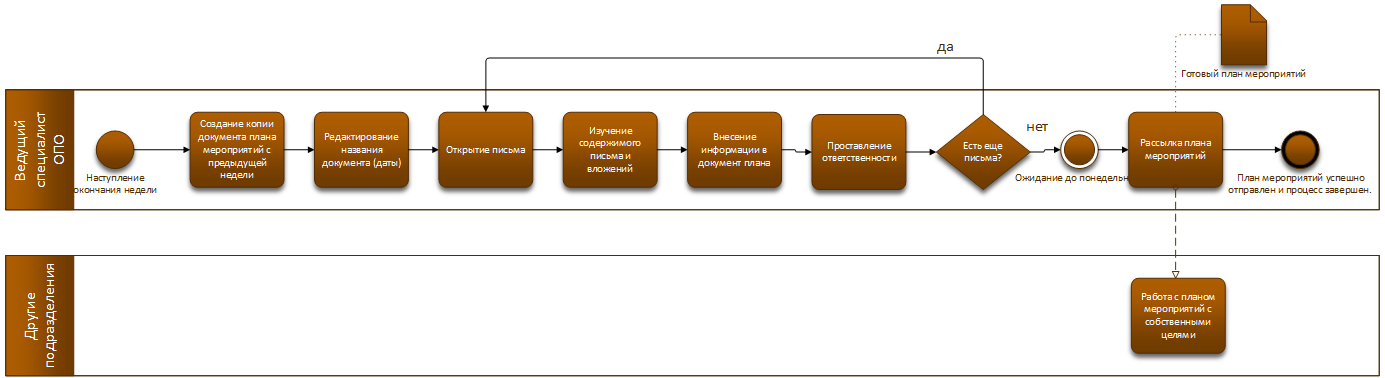 да
Готовый план мероприятий
Ведущий
специалист
ОПО
Наступление
окончания недели
Создание копии
документа плана
мероприятий с
предыдущей
недели
Редактирование
названия
документа (даты)
Открытие письма
Изучение
содержимого
письма и
вложений
Внесение
информации в
документ плана
Проставление
ответственности
Есть еще
письма?
нет
Ожидание до понедельн
Рассылка плана
мероприятий
План мероприятий успешно
отправлен и процесс завершен.
Другие
подразделения
Работа с планом
мероприятий с
собственными
целями